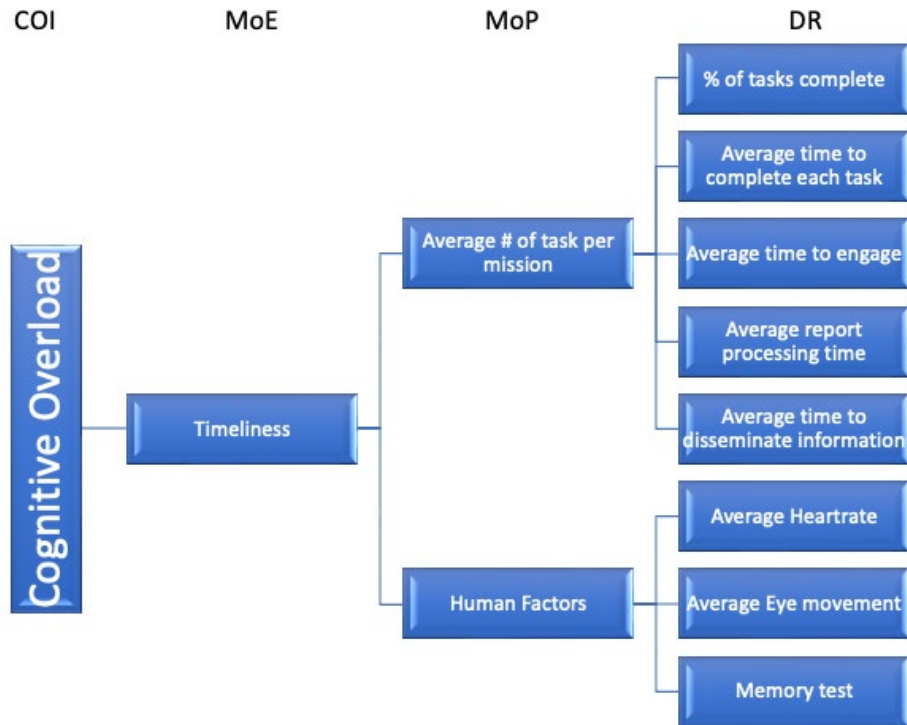 COI
MoE
MoP
DR
Cognitive Overload
Timeliness
Average # of task per
mission
Human Factors
% of tasks complete
Average time to
complete each task
Average time to engage
Average report
processing time
Average time to
disseminate information
Average Heartrate
Average Eye movement
Memory test